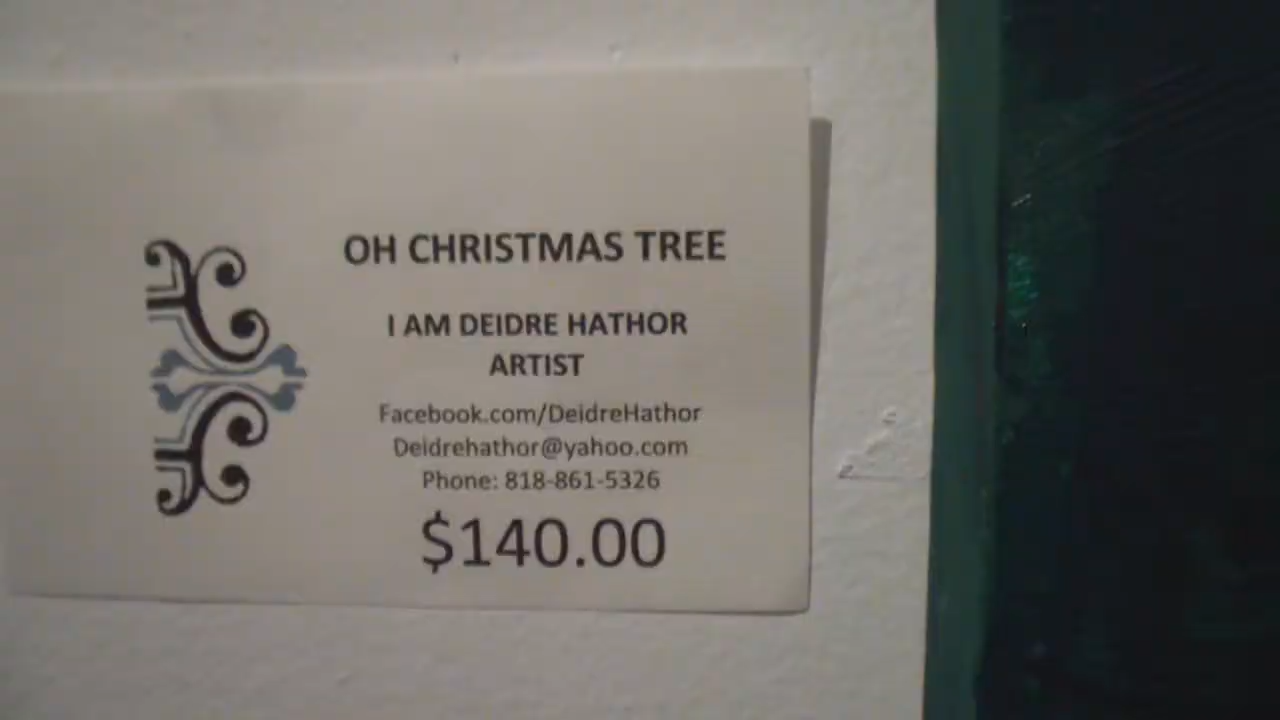 OH CHRISTMAS TREE
I AM DEIDRE HATHOR
ARTIST
Facebook.com/DeidreHathor
Deidrehathor@yahoo.com
Phone: 818-861-5326
$140.00